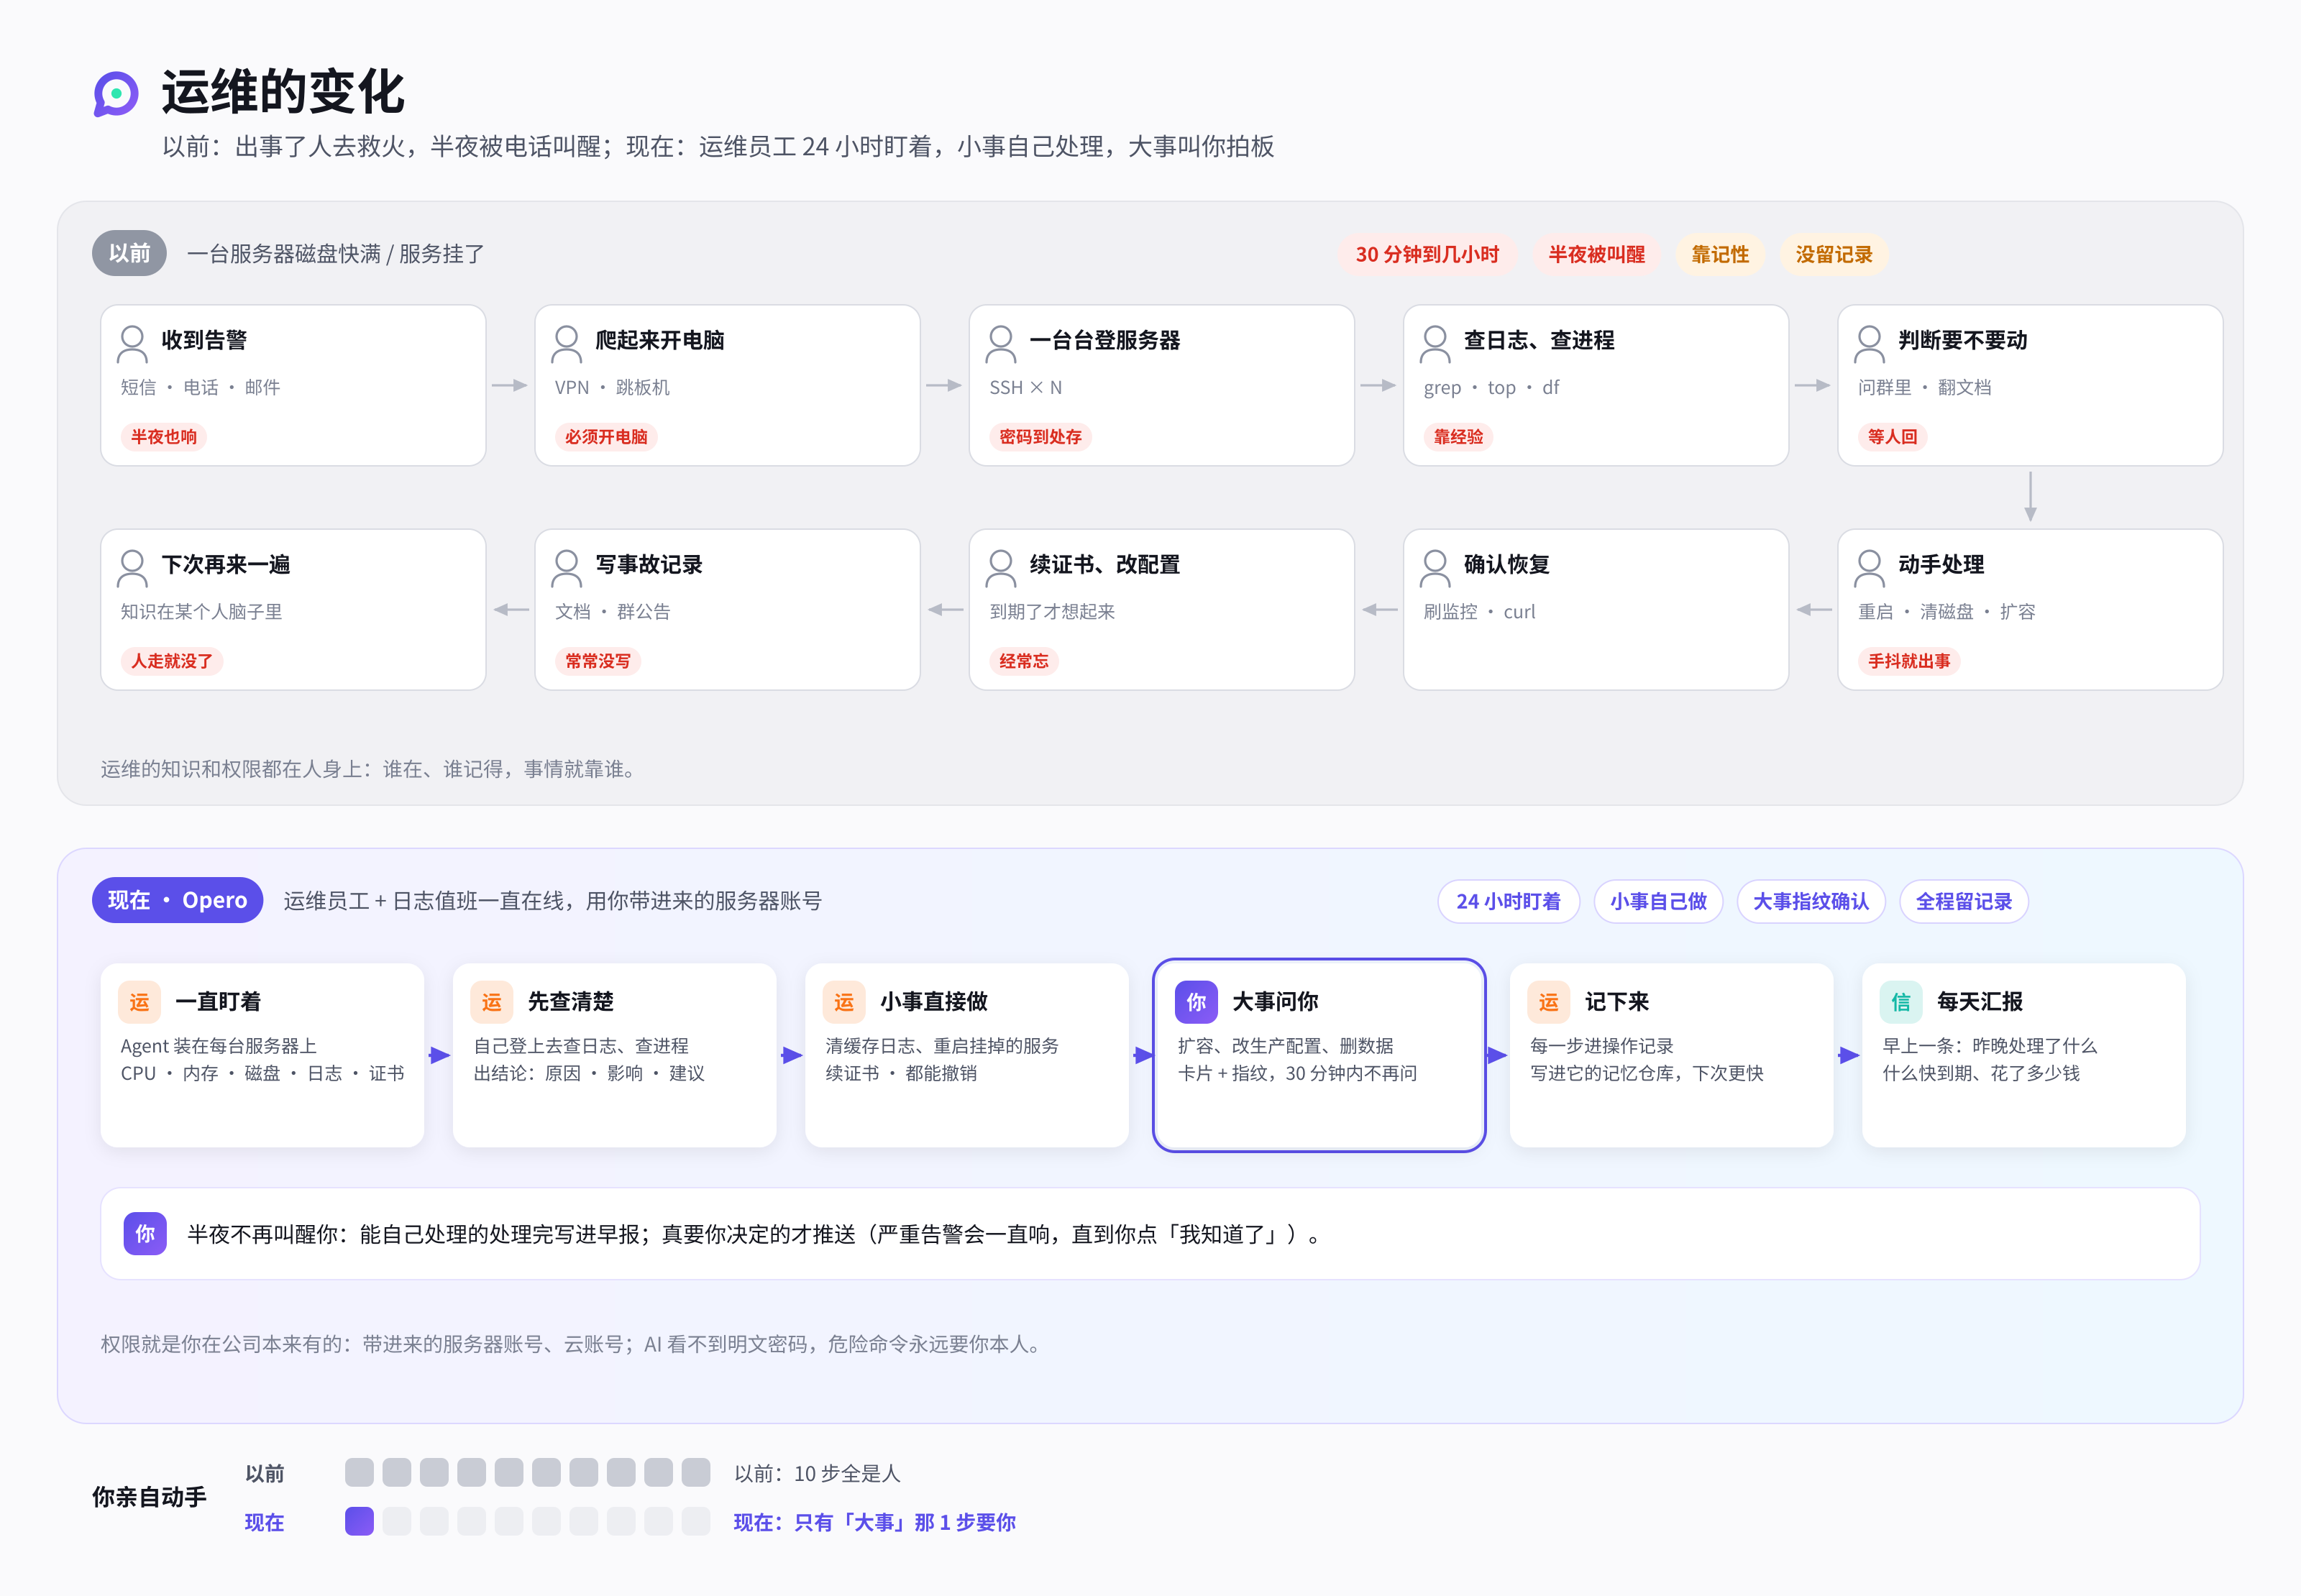 运维的变化
以前：出事了人去救火，半夜被电话叫醒；现在：运维员工 24 小时盯着，小事自己处理，大事叫你拍板
以前 一台服务器磁盘快满 / 服务挂了 30 分钟到几小时 半夜被叫醒 靠记性 没留记录
收到告警
短信 · 电话 · 邮件
半夜也响
爬起来开电脑
VPN · 跳板机
必须开电脑
一台台登服务器
SSH × N
密码到处存
查日志、查进程
grep · top · df
靠经验
判断要不要动
问群里 · 翻文档
等人回
动手处理
重启 · 清磁盘 · 扩容
手抖就出事
确认恢复
刷监控 · curl
续证书、改配置
到期了才想起来
经常忘
写事故记录
文档 · 群公告
常常没写
下次再来一遍
知识在某个人脑子里
人走就没了
运维的知识和权限都在人身上：谁在、谁记得，事情就靠谁。
现在 · Opero 运维员工 + 日志值班一直在线，用你带进来的服务器账号 24 小时盯着 小事自己做 大事指纹确认 全程留记录
运 一直盯着
Agent 装在每台服务器上
CPU · 内存 · 磁盘 · 日志 · 证书
运 先查清楚
自己登上去查日志、查进程
出结论：原因 · 影响 · 建议
运 小事直接做
清缓存日志、重启挂掉的服务
续证书 · 都能撤销
你 大事问你
扩容、改生产配置、删数据
卡片 + 指纹，30 分钟内不再问
运 记下来
每一步进操作记录
写进它的记忆仓库，下次更快
信 每天汇报
早上一条：昨晚处理了什么
什么快到期、花了多少钱
你 半夜不再叫醒你：能自己处理的处理完写进早报；真要你决定的才推送（严重告警会一直响，直到你点「我知道了」）。
权限就是你在公司本来有的：带进来的服务器账号、云账号；AI 看不到明文密码，危险命令永远要你本人。
你亲自动手
以前 以前：10 步全是人
现在 现在：只有「大事」那 1 步要你